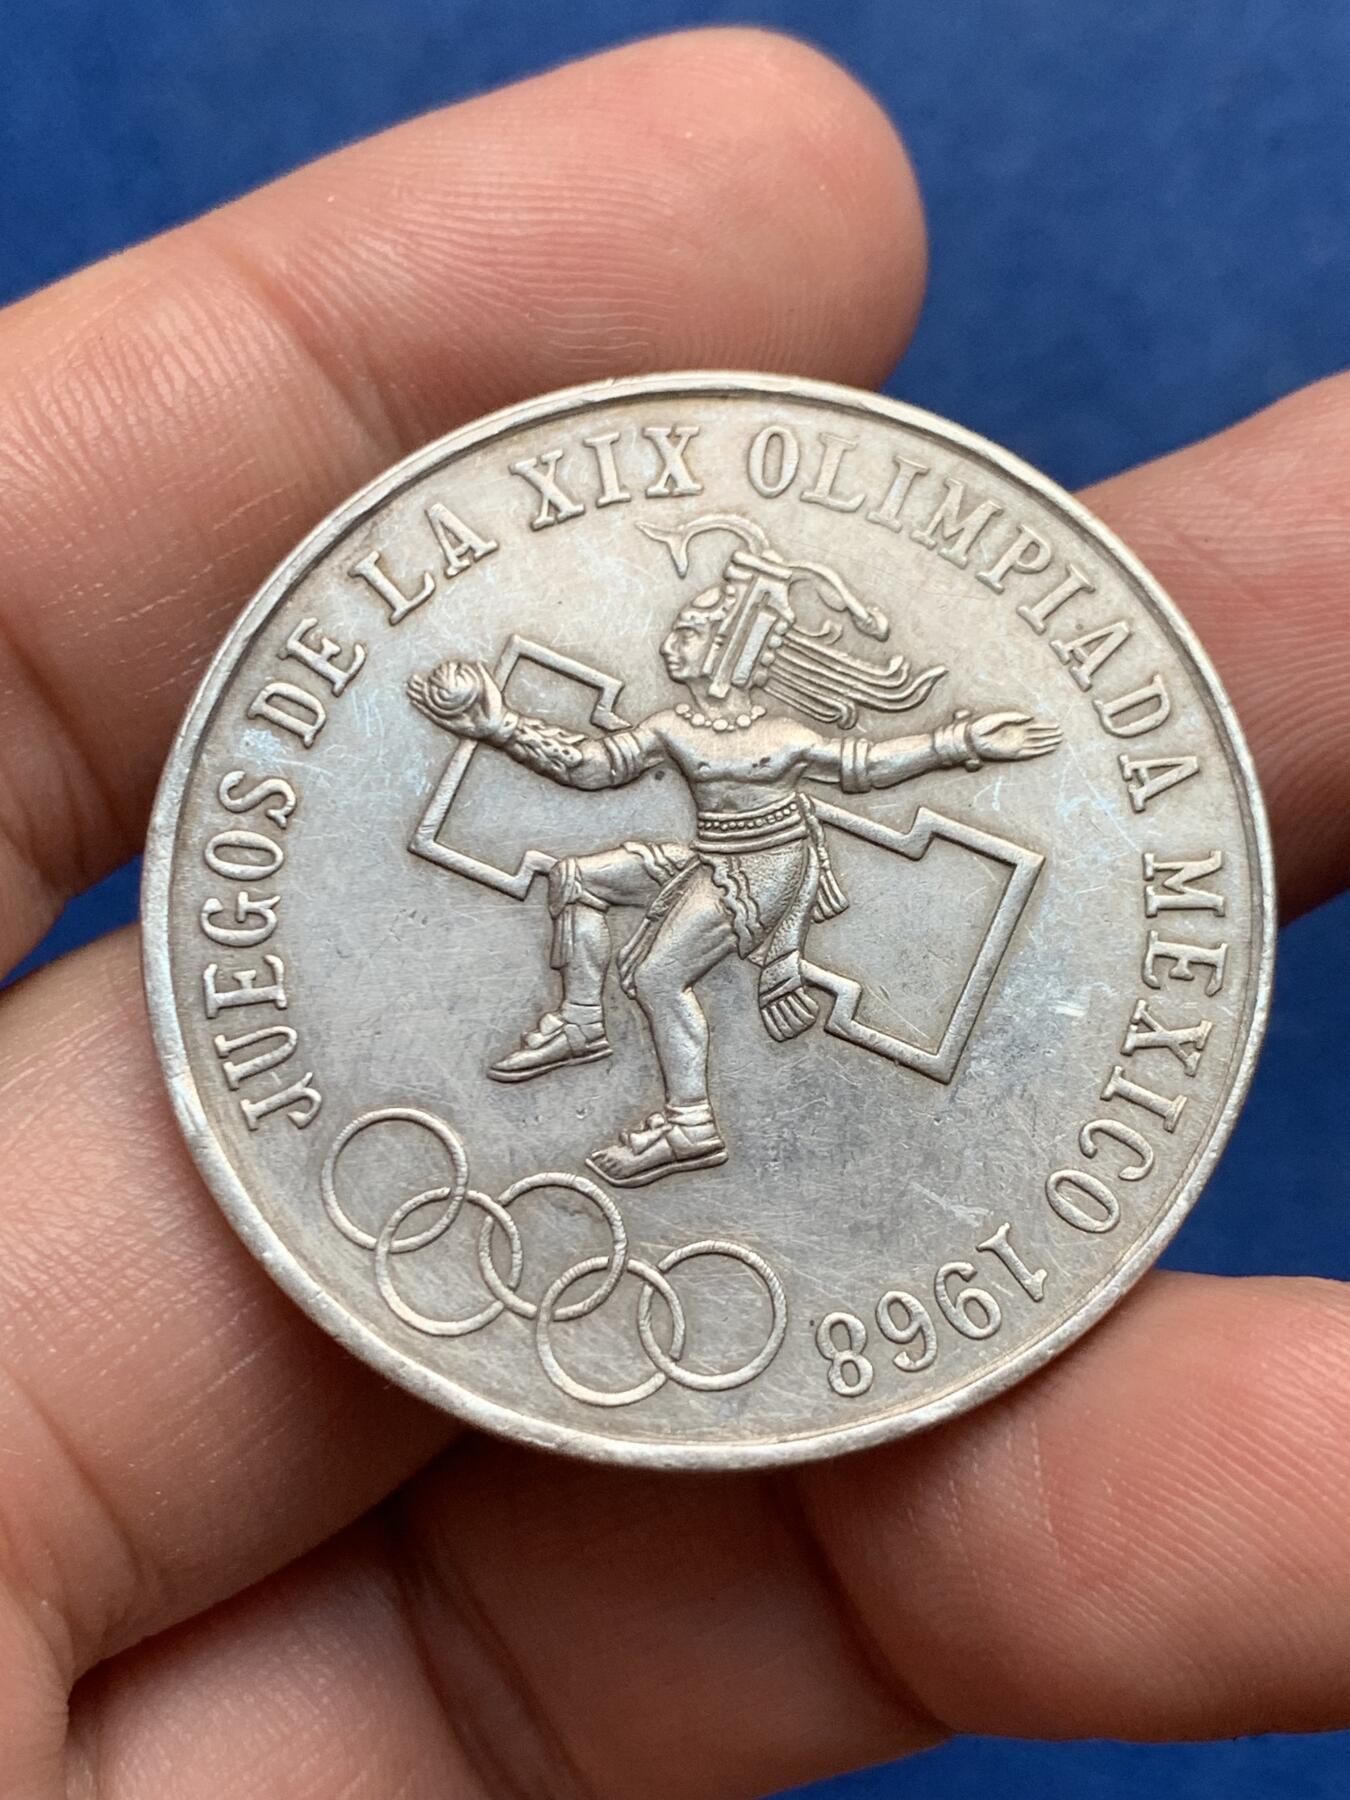 JUEGOS DE LA XIX OLIMPIADA MEXICO 1968